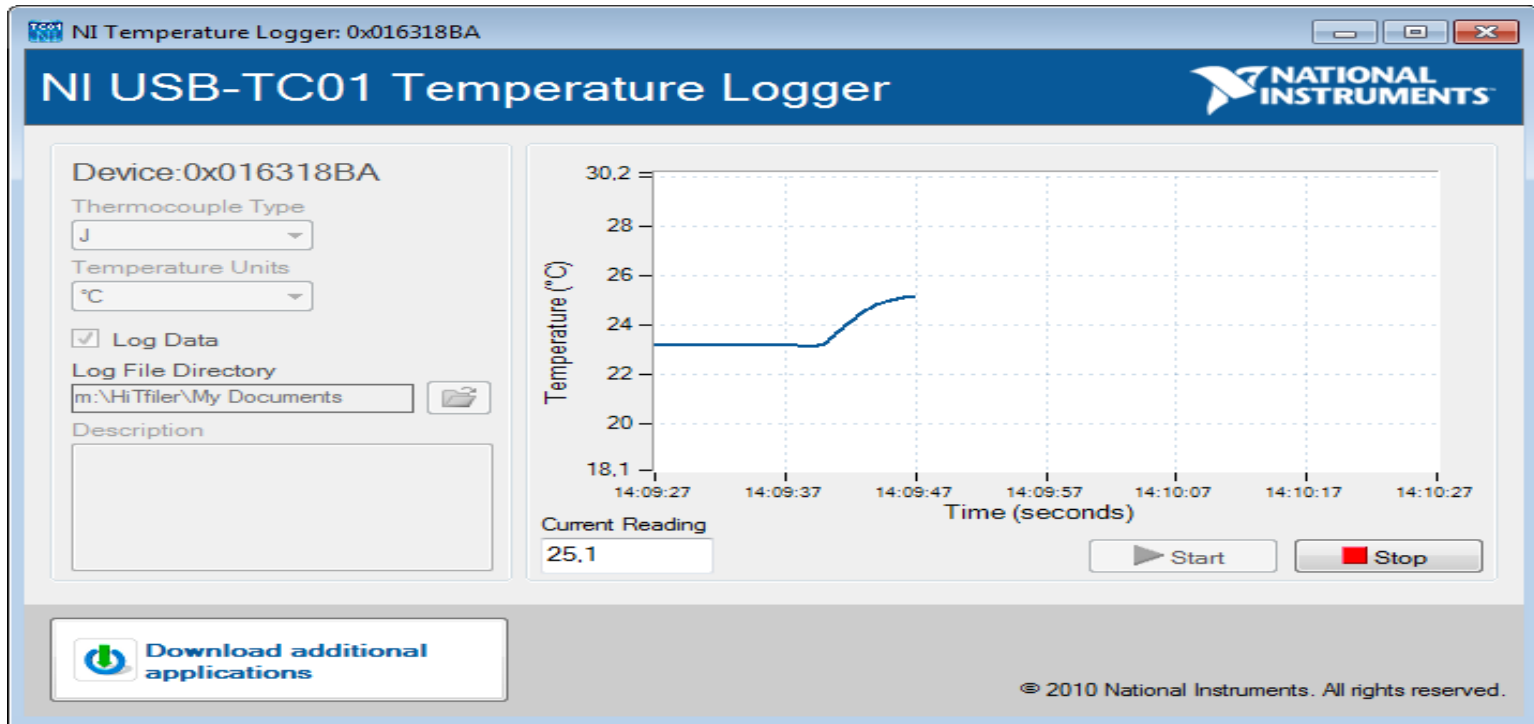 NI Temperature Logger: 0x016318BA
NI USB-TC01 Temperature Logger
NATIONAL
INSTRUMENTS
Device:0x016318BA
Thermocouple Type
J
Temperature Units
°C
Log Data
Log File Directory
m:\HiTfiler\My Documents
Description
Temperature (°C)
30,2
28
26
24
22
20
18,1
14:09:27 14:09:37 14:09:47 14:09:57 14:10:07 14:10:17 14:10:27
Time (seconds)
Current Reading
25,1
Start
Stop
Download additional
applications
© 2010 National Instruments. All rights reserved.